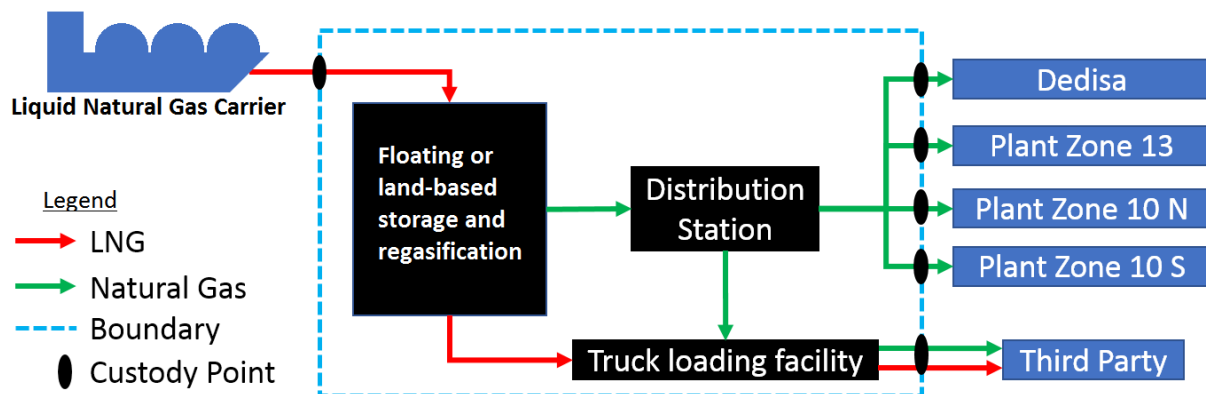 Liquid Natural Gas Carrier
Floating or
land-based
storage and
regasification
Distribution
Station
Truck loading facility
Dedisa
Plant Zone 13
Plant Zone 10 N
Plant Zone 10 S
Third Party
Legend
LNG
Natural Gas
Boundary
Custody Point